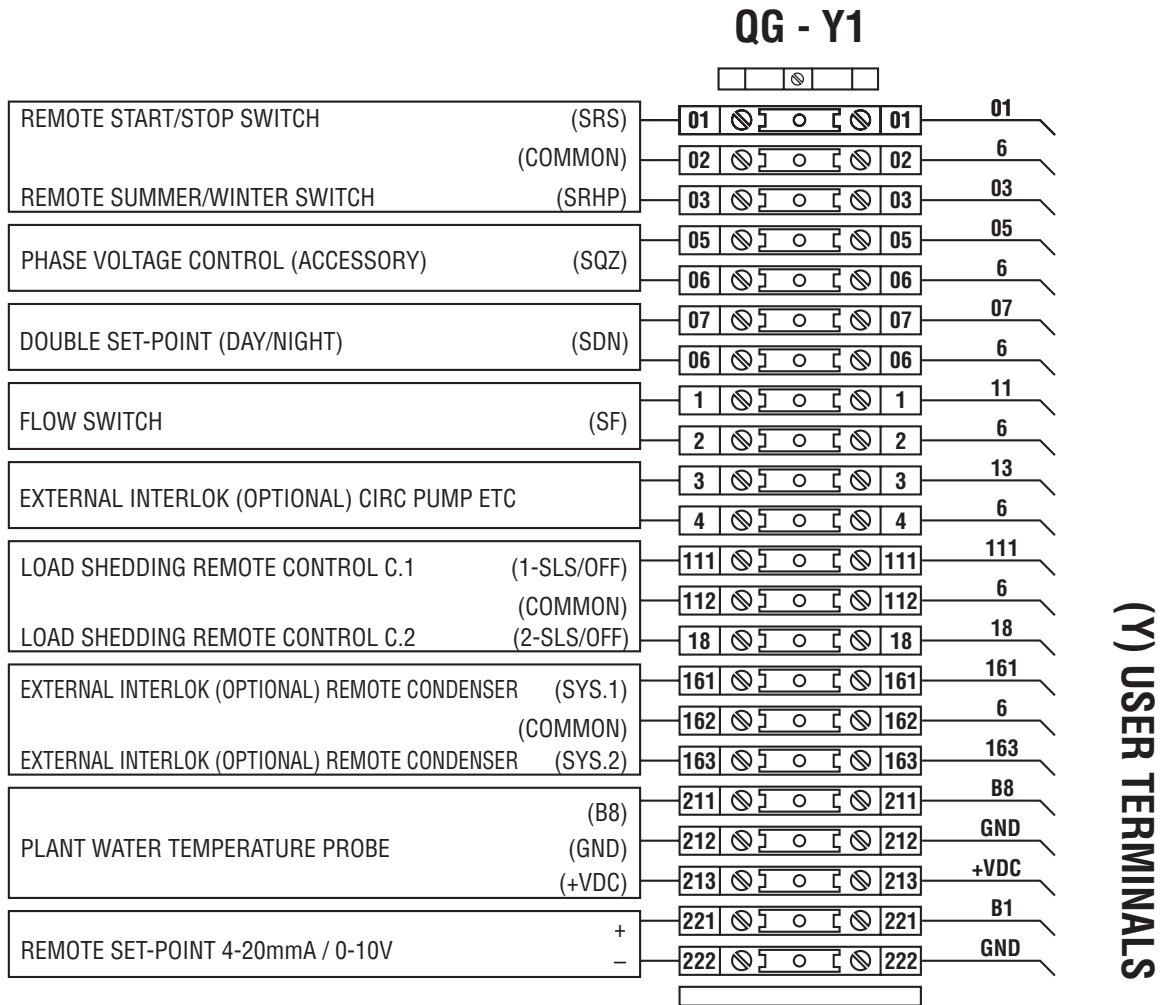 QG - Y1
REMOTE START/STOP SWITCH (SRS) 01 01 01
(COMMON) 02 02 6
REMOTE SUMMER/WINTER SWITCH (SRHP) 03 03 03
05 05 05
PHASE VOLTAGE CONTROL (ACCESSORY) (SQZ)
06 06 6
07 07 07
DOUBLE SET-POINT (DAY/NIGHT) (SDN)
06 06 6
1 1 11
FLOW SWITCH (SF)
2 2 6
3 3 13
EXTERNAL INTERLOK (OPTIONAL) CIRC PUMP ETC
4 4 6
LOAD SHEDDING REMOTE CONTROL C.1 (1-SLS/OFF) 111 111 111
(COMMON) 112 112 6
LOAD SHEDDING REMOTE CONTROL C.2 (2-SLS/OFF) 18 18 18
EXTERNAL INTERLOK (OPTIONAL) REMOTE CONDENSER (SYS.1) 161 161 161
(COMMON) 162 162 6
EXTERNAL INTERLOK (OPTIONAL) REMOTE CONDENSER (SYS.2) 163 163 163
(B8) 211 211 B8
PLANT WATER TEMPERATURE PROBE (GND) 212 212 GND
(+VDC) 213 213 +VDC
+ 221 221 B1
REMOTE SET-POINT 4-20mmA / 0-10V
– 222 222 GND
(Y) USER TERMINALS